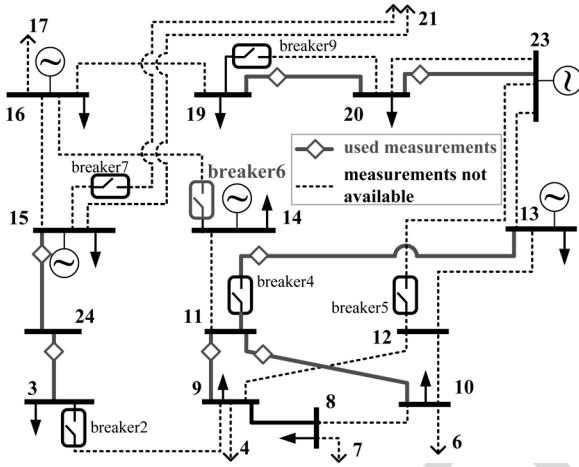 17
21
breaker9
23
16
19
20
breaker7
used measurements
measurements not
available
breaker6
15
14
13
breaker4
breaker5
24
11
12
3
9
8
10
breaker2
4
7
6